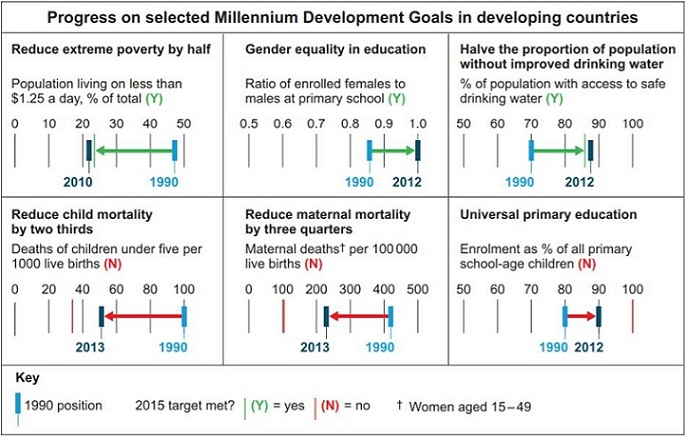 Progress on selected Millennium Development Goals in developing countries
Reduce extreme poverty by half
Population living on less than
$1.25 a day, % of total (Y)
0 10 20 30 40 50
2010 1990
Gender equality in education
Ratio of enrolled females to
males at primary school (Y)
0.5 0.6 0.7 0.8 0.9 1.0
1990 2012
Halve the proportion of population
without improved drinking water
% of population with access to safe
drinking water (Y)
50 60 70 80 90 100
1990 2012
Reduce child mortality
by two thirds
Deaths of children under five per
1000 live births (N)
0 20 40 60 80 100
2013 1990
Reduce maternal mortality
by three quarters
Maternal deaths† per 100 000
live births (N)
0 100 200 300 400 500
2013 1990
Universal primary education
Enrolment as % of all primary
school-age children (N)
50 60 70 80 90 100
1990 2012
Key
1990 position 2015 target met? (Y) = yes (N) = no † Women aged 15–49